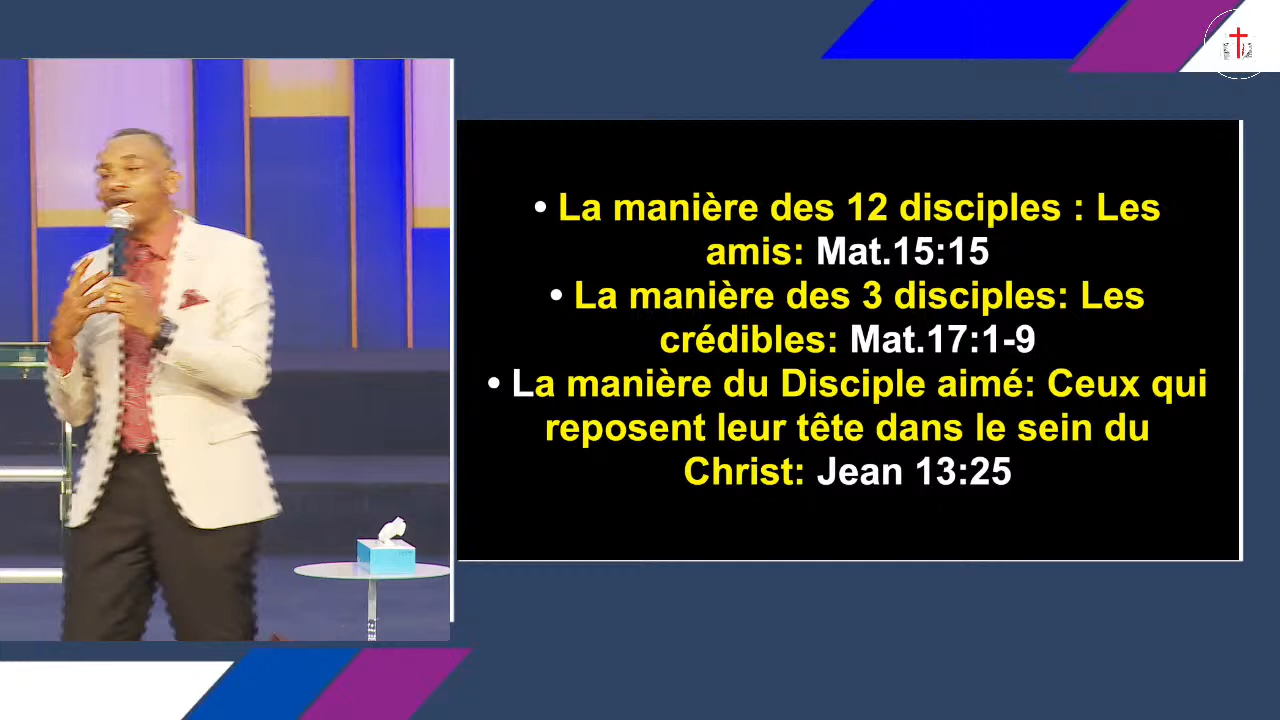 • La manière des 12 disciples : Les
amis: Mat.15:15
• La manière des 3 disciples: Les
crédibles: Mat.17:1-9
• La manière du Disciple aimé: Ceux qui
reposent leur tête dans le sein du
Christ: Jean 13:25